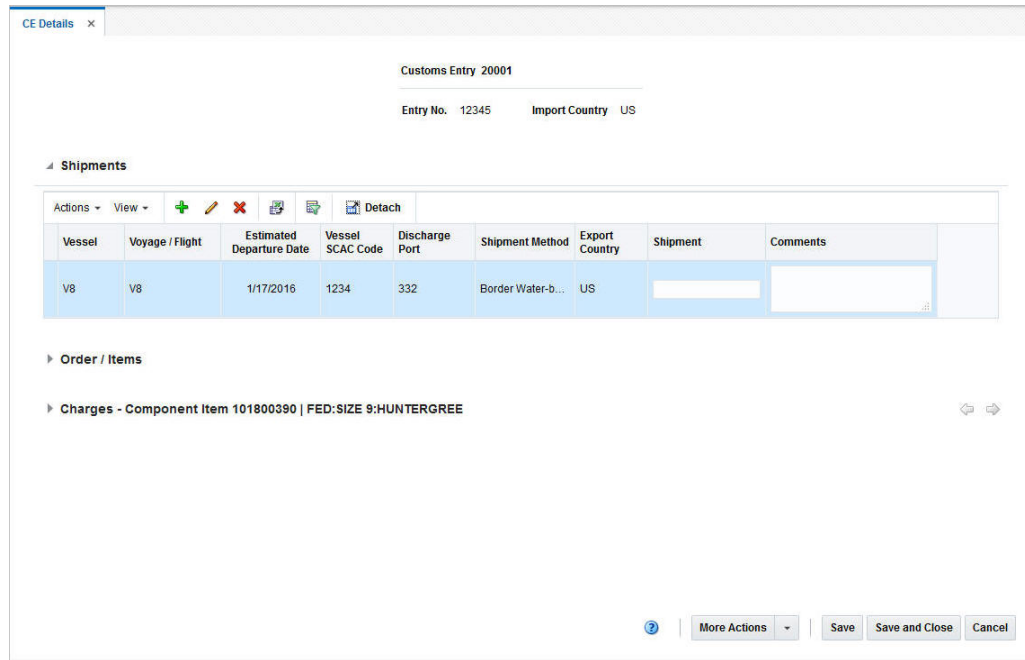 CE Details ×
Customs Entry 20001
Entry No. 12345 Import Country US
Shipments
Actions View Detach
Vessel Voyage / Flight Estimated Departure Date Vessel SCAC Code Discharge Port Shipment Method Export Country Shipment Comments
V8 V8 1/17/2016 1234 332 Border Water-b... US
Order / Items
Charges - Component Item 101800390 | FED:SIZE 9:HUNTERGREE
? More Actions Save Save and Close Cancel